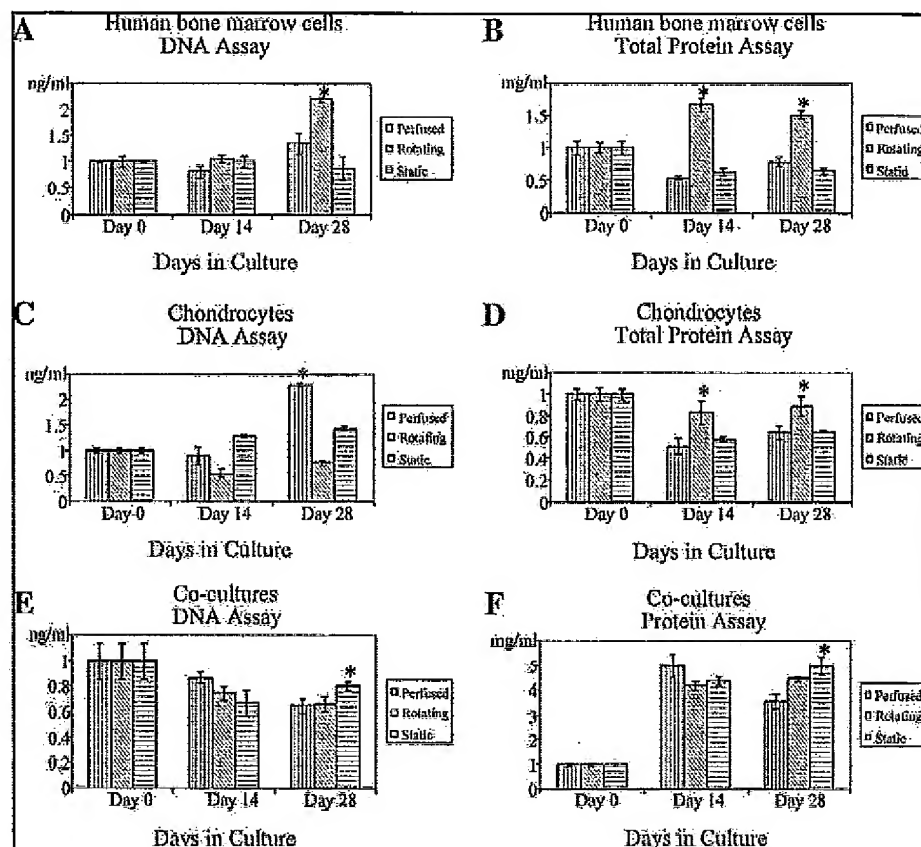 A
Human bone marrow cells
DNA Assay
ng/ml
2
1.5
1
0.5
0
*
Day 0 Day 14 Day 28
Days in Culture
Perfused
Rotating
Static
B
Human bone marrow cells
Total Protein Assay
mg/ml
1.5
1
0.5
0
* *
Day 0 Day 14 Day 28
Days in Culture
Perfused
Rotating
Static
C
Chondrocytes
DNA Assay
ng/ml
2
1.5
1
0.5
0
*
Day 0 Day 14 Day 28
Days in Culture
Perfused
Rotating
Static
D
Chondrocytes
Total Protein Assay
mg/ml
1
0.8
0.6
0.4
0.2
0
* *
Day 0 Day 14 Day 28
Days in Culture
Perfused
Rotating
Static
E
Co-cultures
DNA Assay
ng/ml
1
0.8
0.6
0.4
0.2
0
*
Day 0 Day 14 Day 28
Days in Culture
Perfused
Rotating
Static
F
Co-cultures
Protein Assay
mg/ml
5
4
2
1
0
*
Day 0 Day 14 Day 28
Days in Culture
Perfused
Rotating
Static